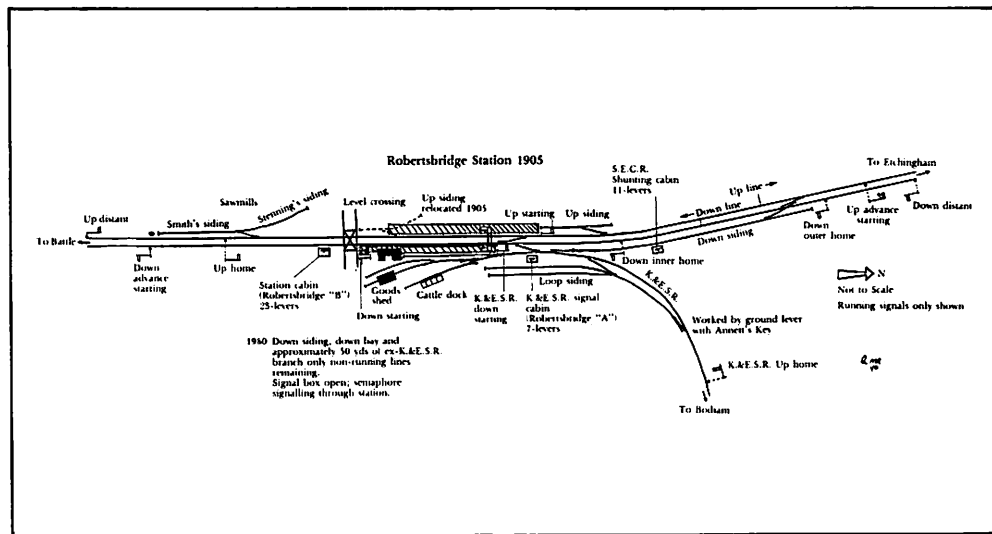 Robertsbridge Station 1905
S.E.C.R.
Shunting cabin
11-levers
To Etchingham
Up line
Down line
Down siding
Up advance
starting
Down distant
Down
outer home
Sawmills
Stenning's siding
Smith's siding
Up distant
To Battle
Level crossing
Up siding
relocated 1905
Up starting
Up siding
Down inner home
Down
advance
starting
Up home
Station cabin
(Robertsbridge "B")
23-levers
Goods
shed
Down starting
Cattle dock
K.&E.S.R.
down
starting
K&E.S.R. signal
cabin
(Robertsbridge "A")
7-levers
Loop siding
K.&E.S.R.
N
Not to Scale
Running signals only shown
Worked by ground lever
with Annett's Key
K.&E.S.R. Up home
To Bodiam
1980 Down siding, down bay and
approximately 50 yds of ex-K.&E.S.R.
branch only non-running lines
remaining.
Signal box open; semaphore
signalling through station.